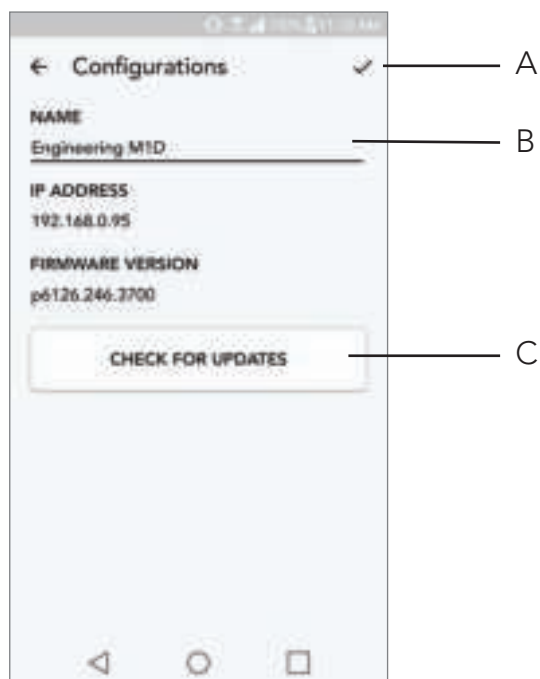 ← Configurations ✓
A
NAME
Engineering M1D
B
IP ADDRESS
192.168.0.95
FIRMWARE VERSION
p6126.246.3700
CHECK FOR UPDATES
C